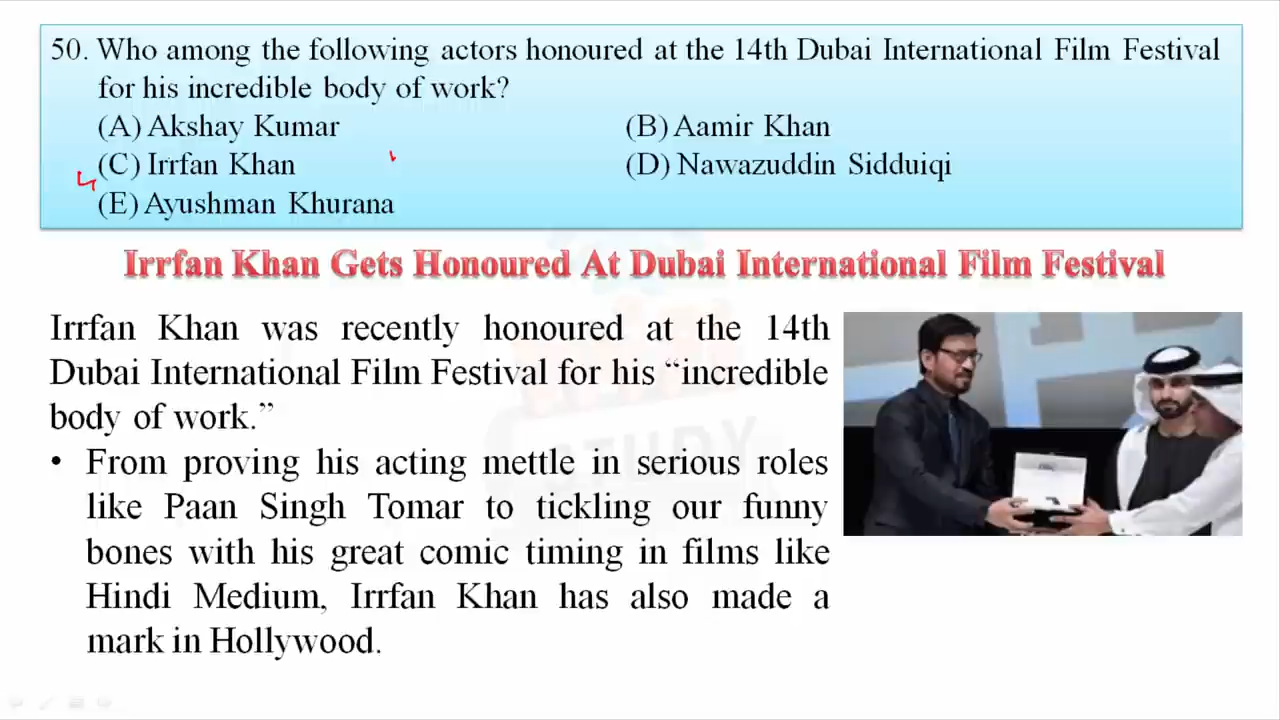 50. Who among the following actors honoured at the 14th Dubai International Film Festival
for his incredible body of work?
(A) Akshay Kumar (B) Aamir Khan
(C) Irrfan Khan (D) Nawazuddin Sidduiqi
(E) Ayushman Khurana
Irrfan Khan Gets Honoured At Dubai International Film Festival
Irrfan Khan was recently honoured at the 14th
Dubai International Film Festival for his “incredible
body of work.”
• From proving his acting mettle in serious roles
like Paan Singh Tomar to tickling our funny
bones with his great comic timing in films like
Hindi Medium, Irrfan Khan has also made a
mark in Hollywood.
STUDY